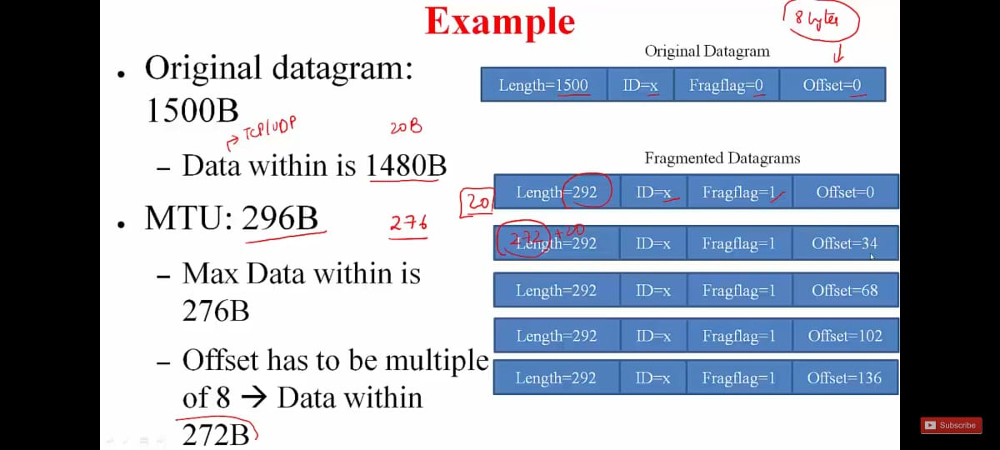 Example
8 bytes
• Original datagram:
1500B
TCP/UDP
20B
– Data within is 1480B
• MTU: 296B
276
– Max Data within is
276B
– Offset has to be multiple
of 8 → Data within
272B
Original Datagram
Length=1500 ID=x Fragflag=0 Offset=0
Fragmented Datagrams
20
Length=292 ID=x Fragflag=1 Offset=0
272 + 20
Length=292 ID=x Fragflag=1 Offset=34
Length=292 ID=x Fragflag=1 Offset=68
Length=292 ID=x Fragflag=1 Offset=102
Length=292 ID=x Fragflag=1 Offset=136
Subscribe